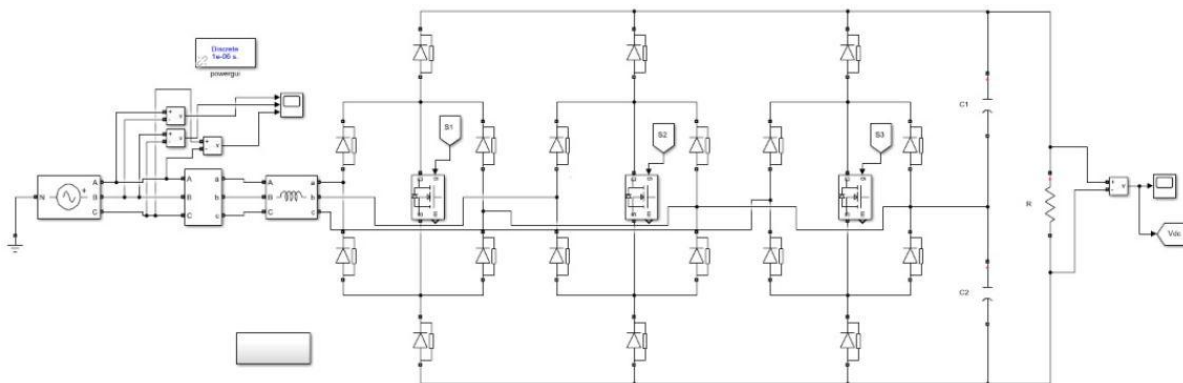 Discrete
1e-06 s.
powergui
S1
S2
S3
C1
C2
R
N
A
B
C
A
B
C
a
b
c
A
B
C
a
b
c
Vdc